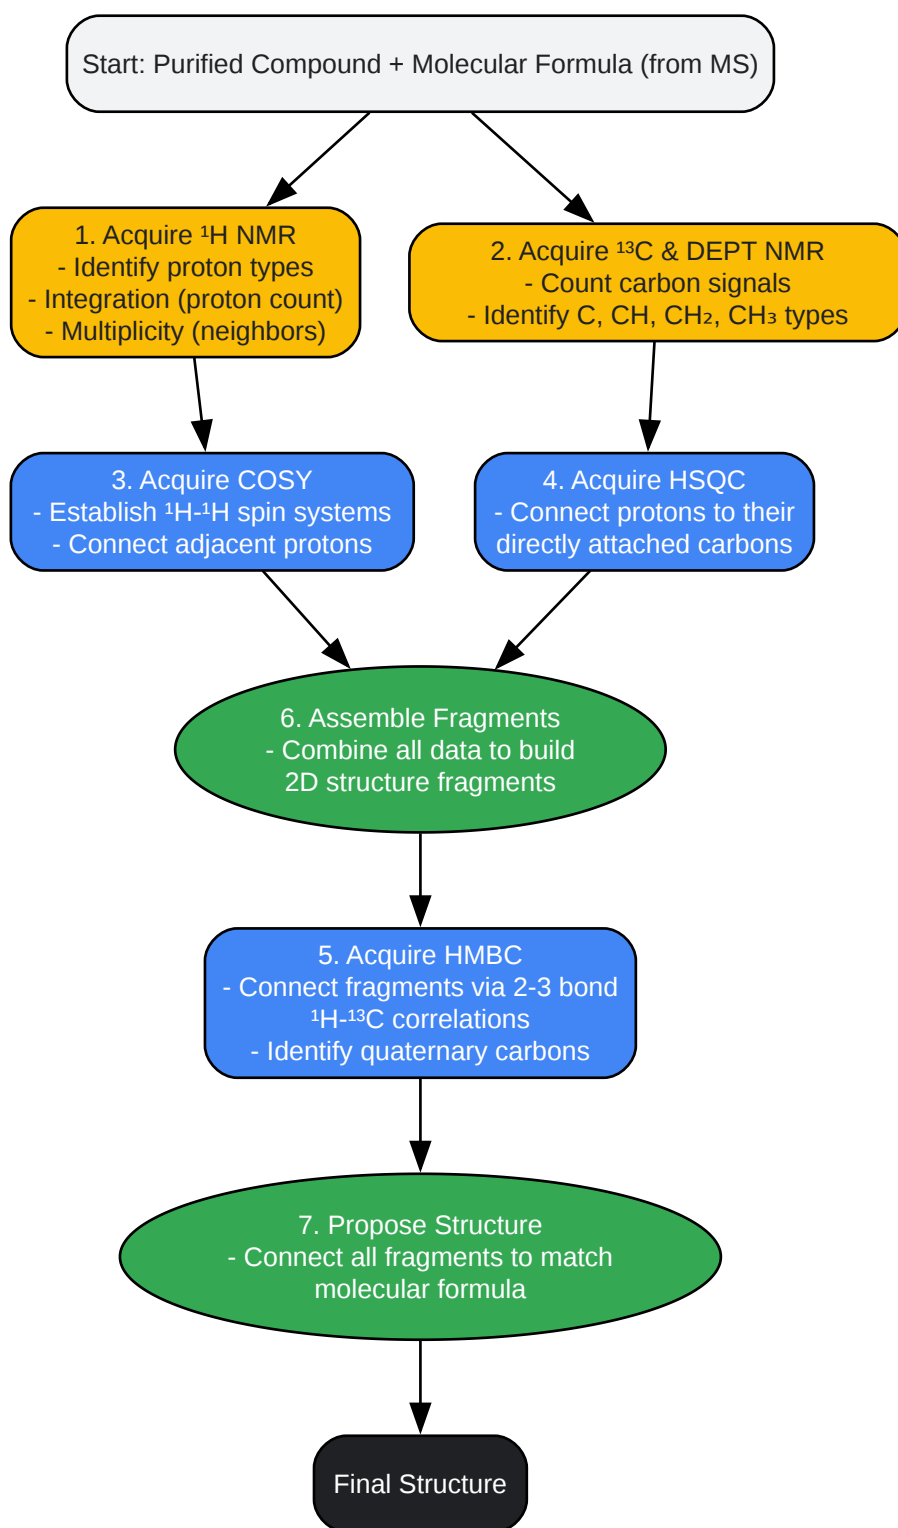 Start: Purified Compound + Molecular Formula (from MS)
1. Acquire ¹H NMR
- Identify proton types
- Integration (proton count)
- Multiplicity (neighbors)
2. Acquire ¹³C & DEPT NMR
- Count carbon signals
- Identify C, CH, CH₂, CH₃ types
3. Acquire COSY
- Establish ¹H-¹H spin systems
- Connect adjacent protons
4. Acquire HSQC
- Connect protons to their
directly attached carbons
6. Assemble Fragments
- Combine all data to build
2D structure fragments
5. Acquire HMBC
- Connect fragments via 2-3 bond
¹H-¹³C correlations
- Identify quaternary carbons
7. Propose Structure
- Connect all fragments to match
molecular formula
Final Structure